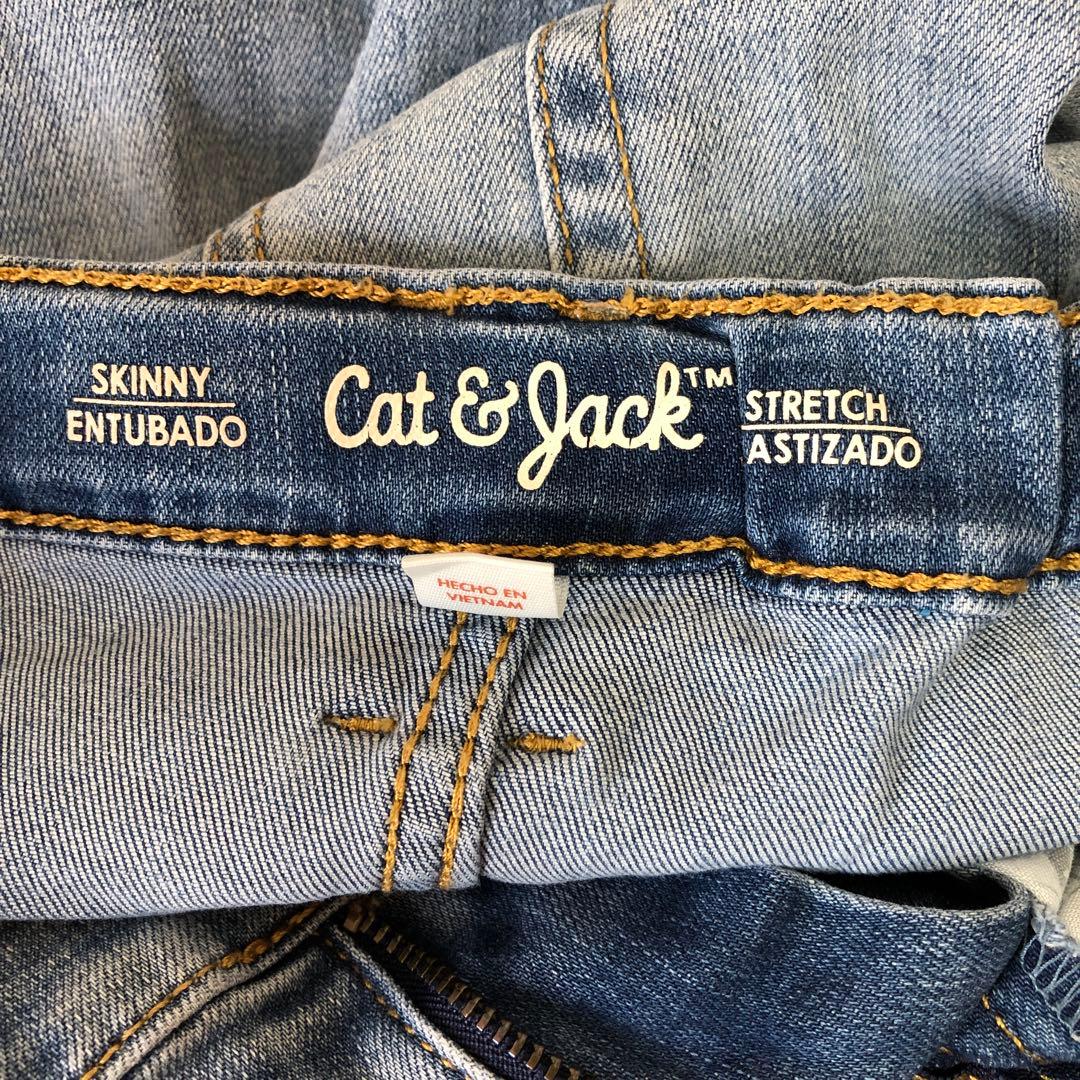 SKINNY
ENTUBADO
Cat & Jack™
STRETCH
ASTIZADO
HECHO EN
VIETNAM